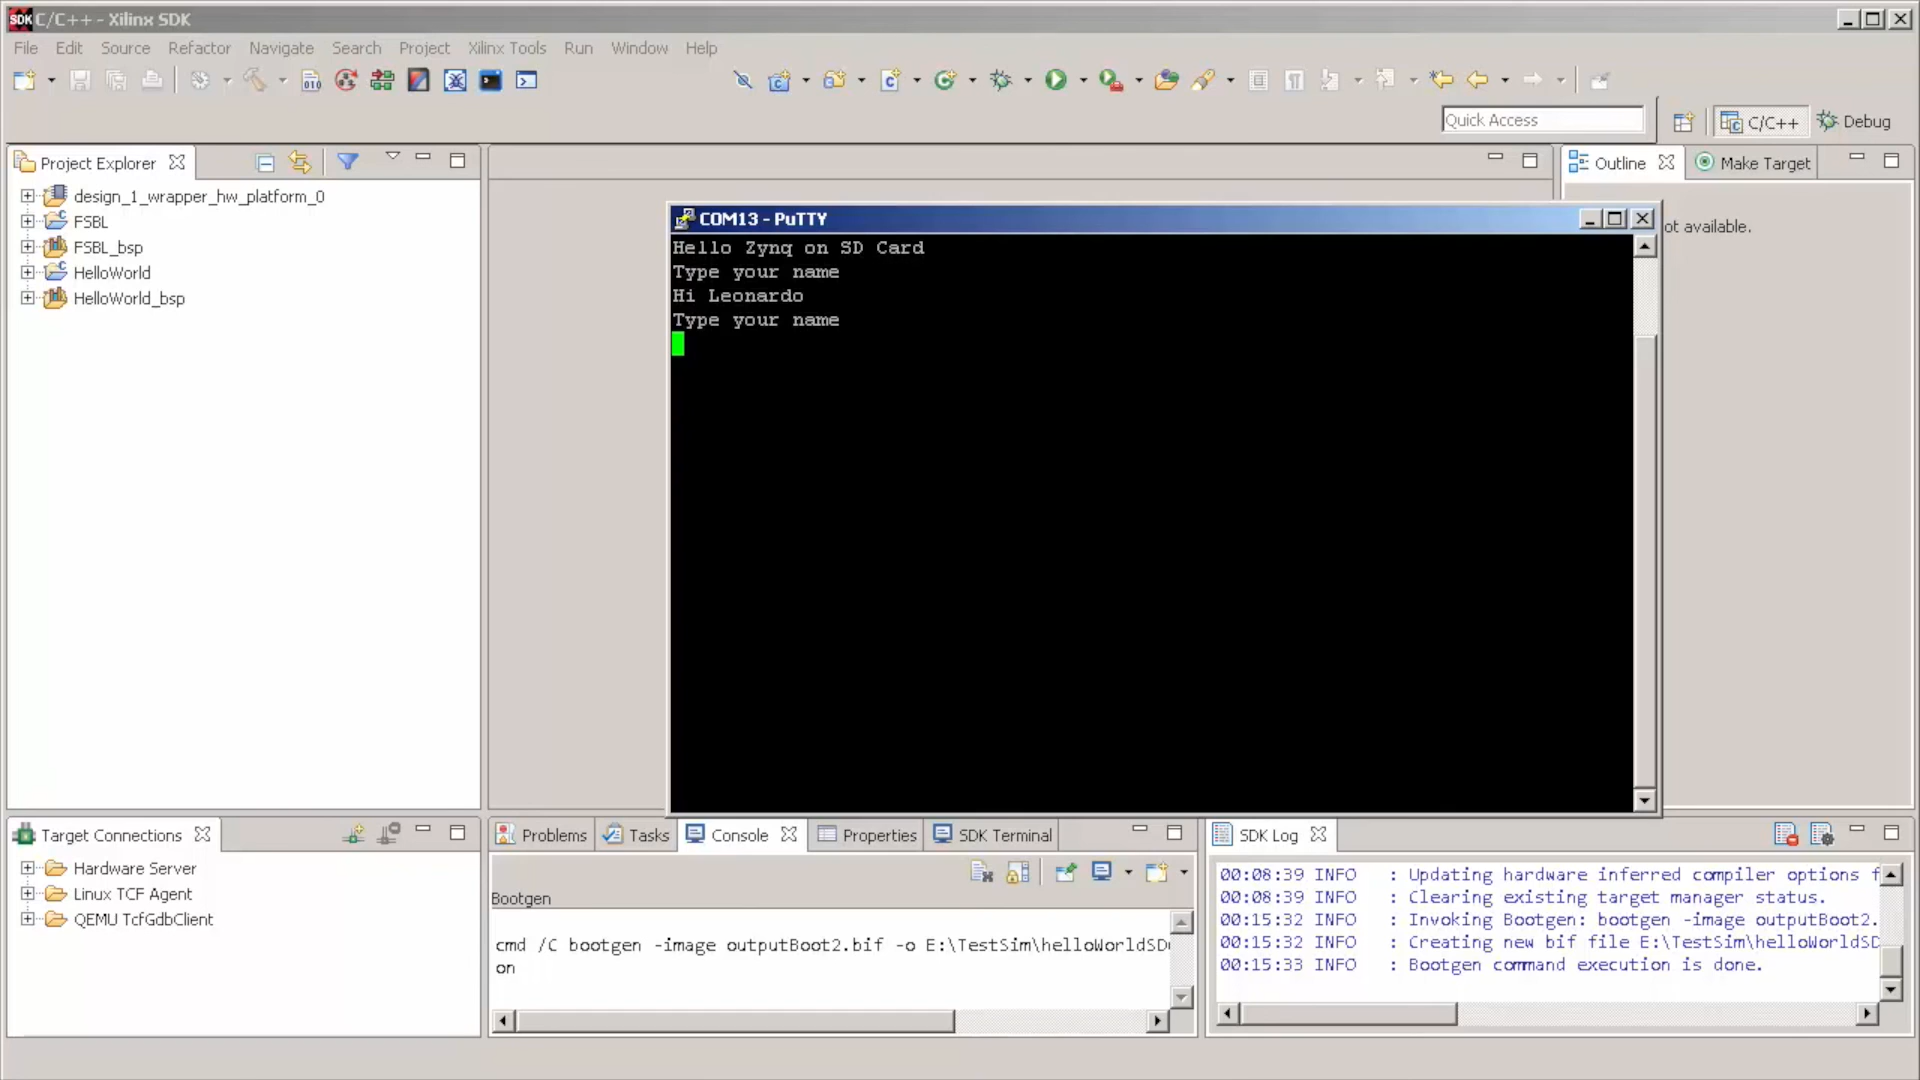 SDK C/C++ - Xilinx SDK
File Edit Source Refactor Navigate Search Project Xilinx Tools Run Window Help
Quick Access
C/C++ Debug
Project Explorer
design_1_wrapper_hw_platform_0
FSBL
FSBL_bsp
HelloWorld
HelloWorld_bsp
Outline Make Target
ot available.
COM13 - PuTTY
Hello Zynq on SD Card
Type your name
Hi Leonardo
Type your name
Target Connections
Hardware Server
Linux TCF Agent
QEMU TcfGdbClient
Problems Tasks Console Properties SDK Terminal
Bootgen
cmd /C bootgen -image outputBoot2.bif -o E:\TestSim\helloWorldSD
on
SDK Log
00:08:39 INFO : Updating hardware inferred compiler options f
00:08:39 INFO : Clearing existing target manager status.
00:15:32 INFO : Invoking Bootgen: bootgen -image outputBoot2.
00:15:32 INFO : Creating new bif file E:\TestSim\helloWorldSD
00:15:33 INFO : Bootgen command execution is done.